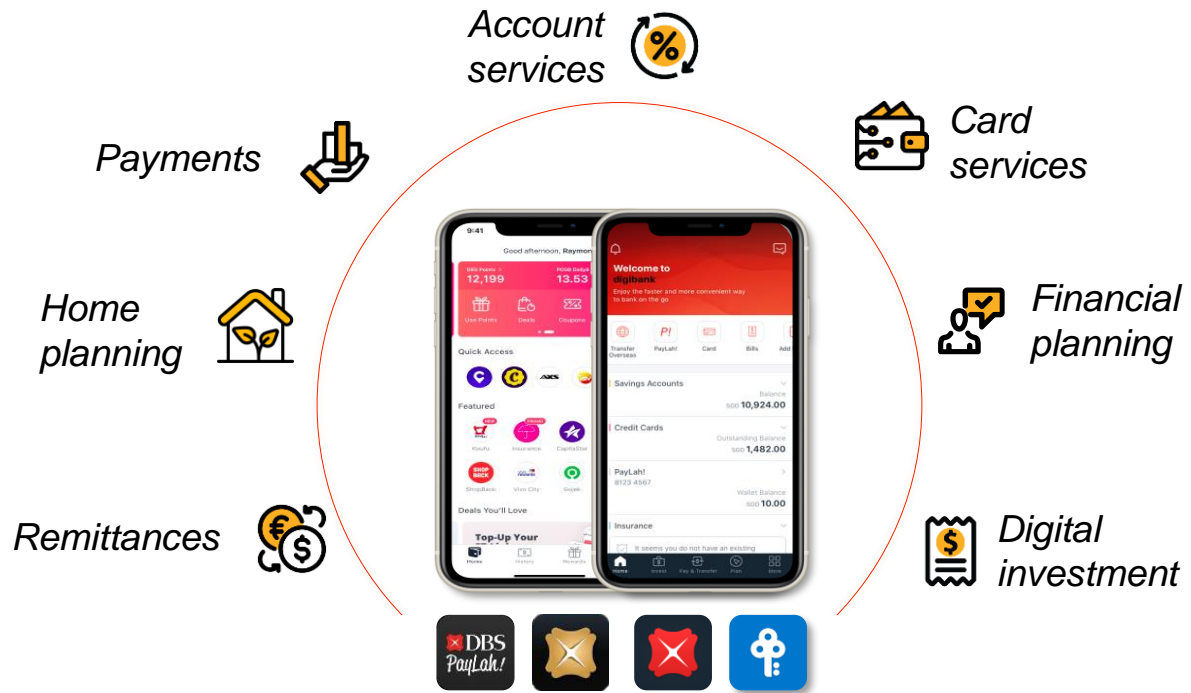 Account
services
Payments
Card
services
Home
planning
Financial
planning
Remittances
Digital
investment
9:41
Good afternoon, Raymon
DBS Points >
12,199
13.53
Use Points
Deals
Coupons
Quick Access
AXS
Featured
Insurance
CapitaStar
SHOP
BACK
ShopBack
Vivo City
Gojek
Deals You'll Love
Top-Up Your
Home
History
Rewards
Welcome to
digibank
Enjoy the faster and more convenient way
to bank on the go
P!
Transfer
Overseas
PayLah!
Card
Bills
Add
Savings Accounts
Balance
SGD 10,924.00
Credit Cards
Outstanding Balance
SGD 1,482.00
PayLah!
8123 4567
Wallet Balance
SGD 10.00
Insurance
It seems you do not have an existing
Home
Invest
Pay & Transfer
Plan
More
DBS
PayLah!